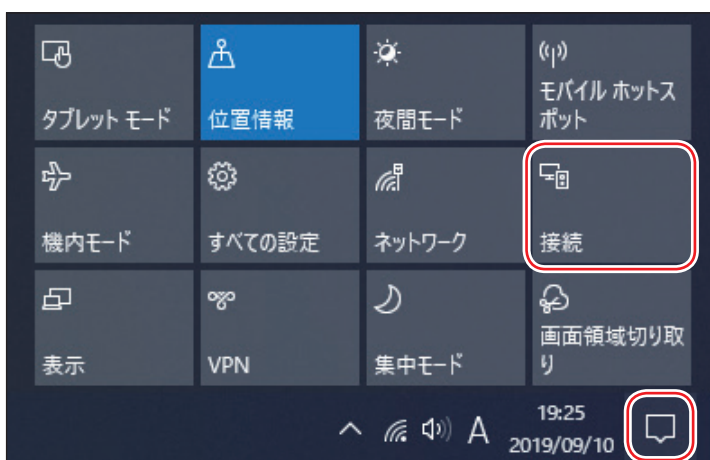 タブレット モード
位置情報
夜間モード
モバイル ホットス
ポット
機内モード
すべての設定
ネットワーク
接続
表示
VPN
集中モード
画面領域切り取
り
A
19:25
2019/09/10